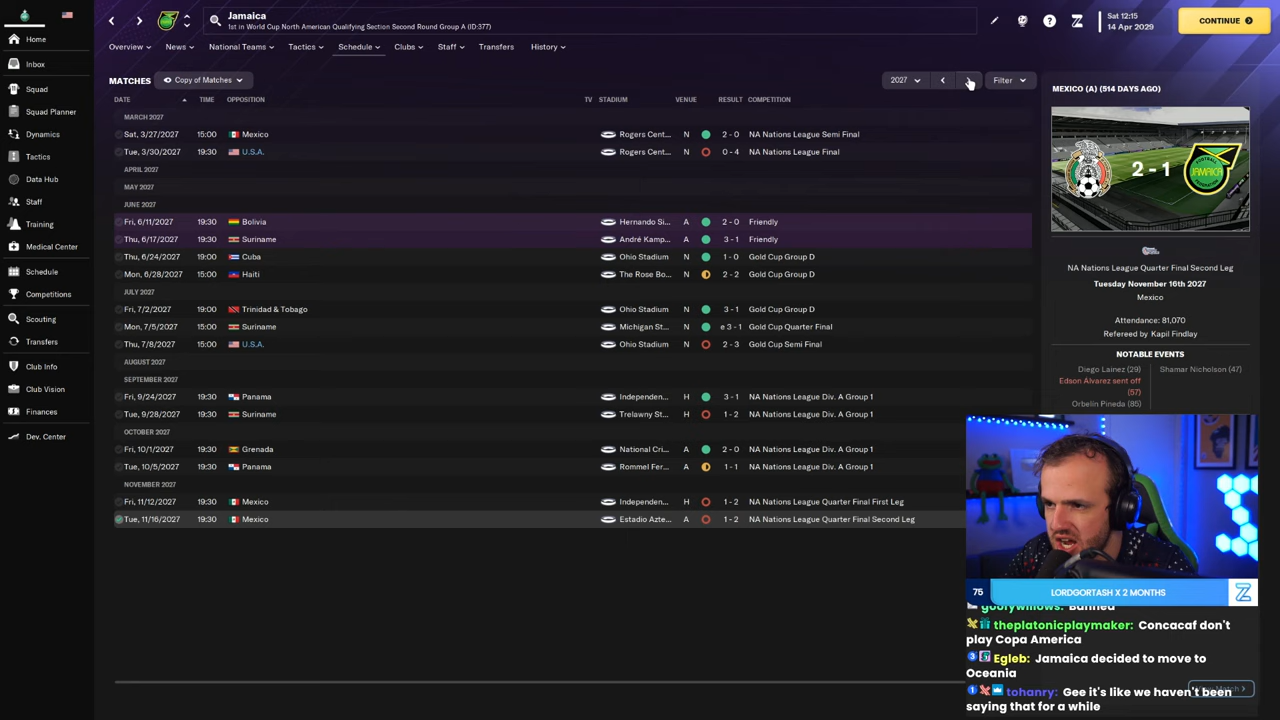 Jamaica
1st in World Cup North American Qualifying Section Second Round Group A (ID:377)
Sat 12:15
14 Apr 2029
CONTINUE
Home
Inbox
Squad
Squad Planner
Dynamics
Tactics
Data Hub
Staff
Training
Medical Center
Schedule
Competitions
Scouting
Transfers
Club Info
Club Vision
Finances
Dev. Center
Overview News National Teams Tactics Schedule Clubs Staff Transfers History
MATCHES Copy of Matches 2027 Filter
DATE TIME OPPOSITION TV STADIUM VENUE RESULT COMPETITION
MARCH 2027
Sat, 3/27/2027 15:00 Mexico Rogers Cent... N 2 - 0 NA Nations League Semi Final
Tue, 3/30/2027 19:30 U.S.A. Rogers Cent... N 0 - 4 NA Nations League Final
APRIL 2027
MAY 2027
JUNE 2027
Fri, 6/11/2027 19:30 Bolivia Hernando Si... A 2 - 0 Friendly
Thu, 6/17/2027 19:30 Suriname André Kamp... A 3 - 1 Friendly
Thu, 6/24/2027 19:00 Cuba Ohio Stadium N 1 - 0 Gold Cup Group D
Mon, 6/28/2027 15:00 Haiti The Rose Bo... N 2 - 2 Gold Cup Group D
JULY 2027
Fri, 7/2/2027 19:00 Trinidad & Tobago Ohio Stadium N 3 - 1 Gold Cup Group D
Mon, 7/5/2027 15:00 Suriname Michigan St... N e 3 - 1 Gold Cup Quarter Final
Thu, 7/8/2027 15:00 U.S.A. Ohio Stadium N 2 - 3 Gold Cup Semi Final
AUGUST 2027
SEPTEMBER 2027
Fri, 9/24/2027 19:30 Panama Independen... H 3 - 1 NA Nations League Div. A Group 1
Tue, 9/28/2027 19:30 Suriname Trelawny St... H 1 - 2 NA Nations League Div. A Group 1
OCTOBER 2027
Fri, 10/1/2027 19:30 Grenada National Cri... A 2 - 0 NA Nations League Div. A Group 1
Tue, 10/5/2027 19:30 Panama Rommel Fer... A 1 - 1 NA Nations League Div. A Group 1
NOVEMBER 2027
Fri, 11/12/2027 19:30 Mexico Independen... H 1 - 2 NA Nations League Quarter Final First Leg
Tue, 11/16/2027 19:30 Mexico Estadio Azte... A 1 - 2 NA Nations League Quarter Final Second Leg
MEXICO (A) (514 DAYS AGO)
2 - 1
JAMAICA
NA Nations League Quarter Final Second Leg
Tuesday November 16th 2027
Mexico
Attendance: 81,070
Refereed by Kapil Findlay
NOTABLE EVENTS
Diego Lainez (29) Shamar Nicholson (47)
Edson Álvarez sent off
(57)
Orbelín Pineda (85)
75 LORDGORTASH X 2 MONTHS
goofywillows: Banned
theplatonicplaymaker: Concacaf don't
play Copa America
Egleb: Jamaica decided to move to
Oceania
tohanry: Gee it's like we haven't been
saying that for a while